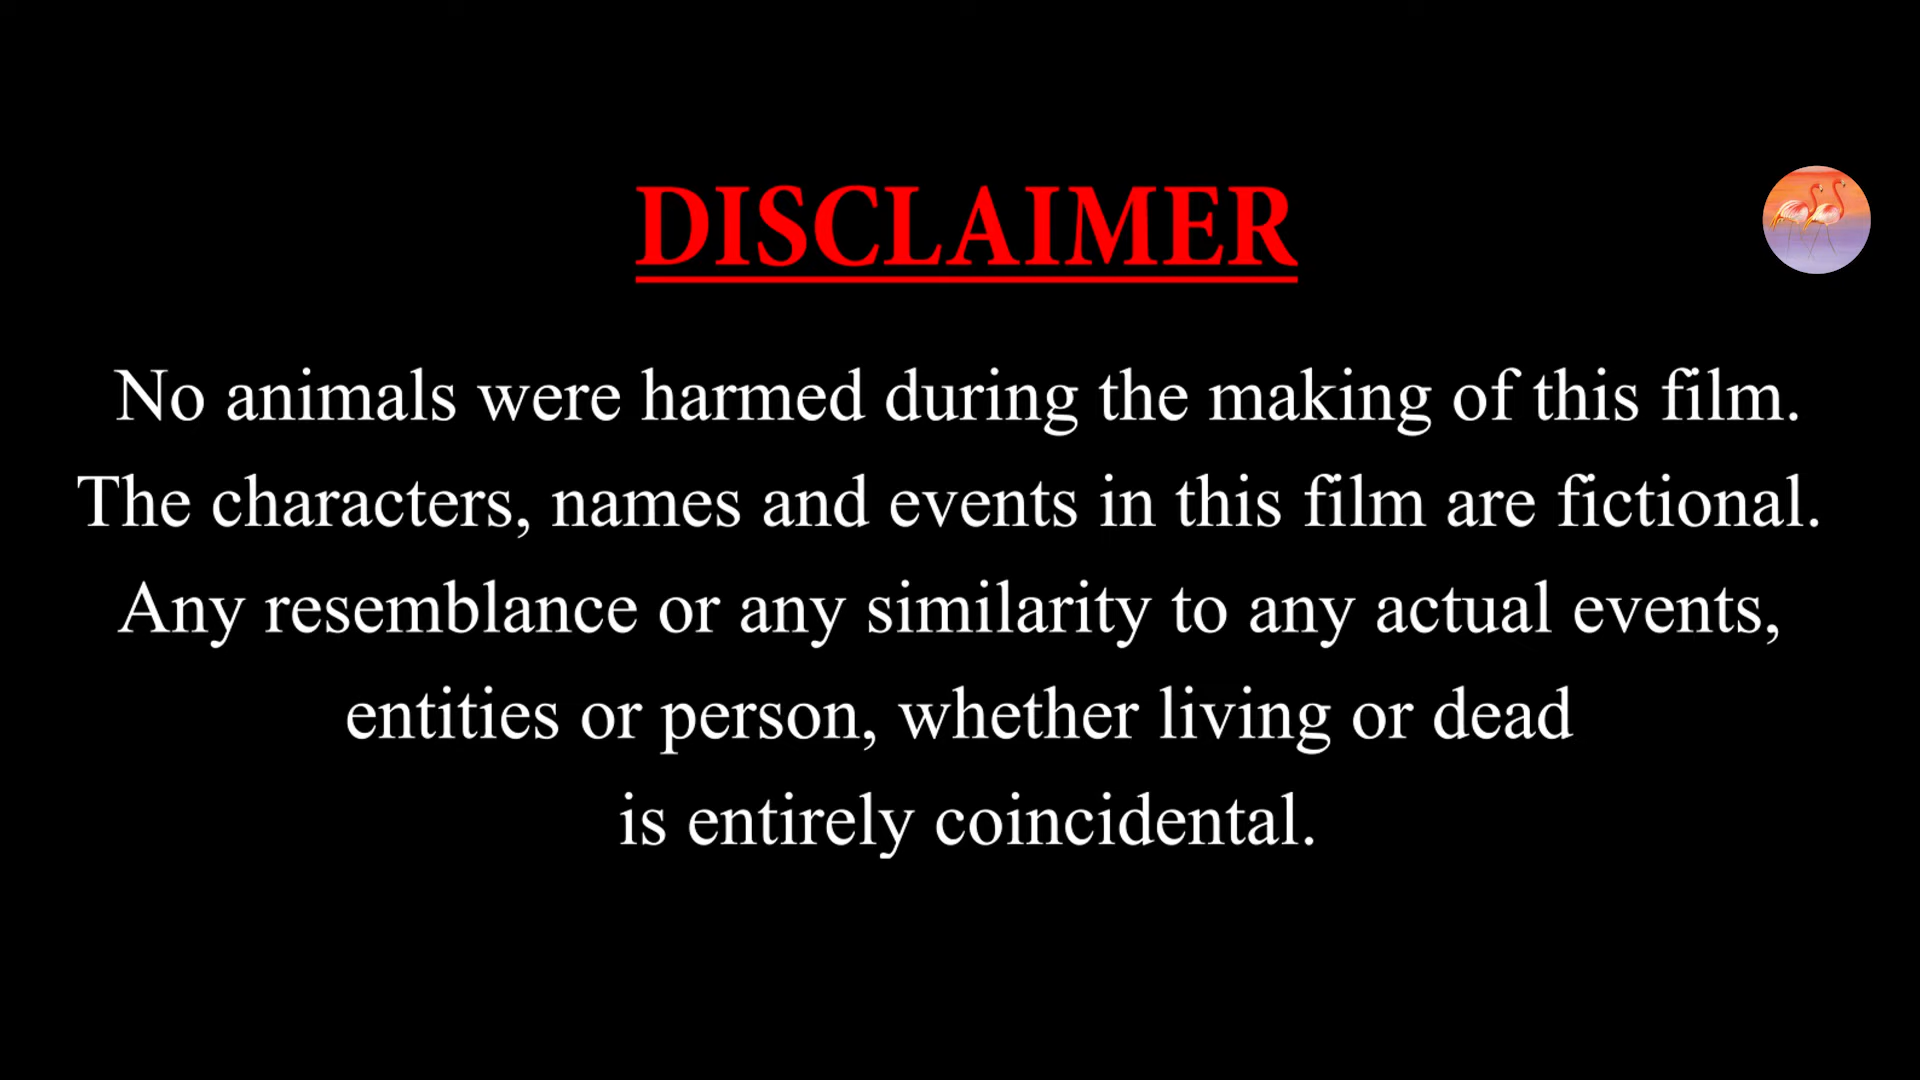 DISCLAIMER
No animals were harmed during the making of this film.
The characters, names and events in this film are fictional.
Any resemblance or any similarity to any actual events,
entities or person, whether living or dead
is entirely coincidental.